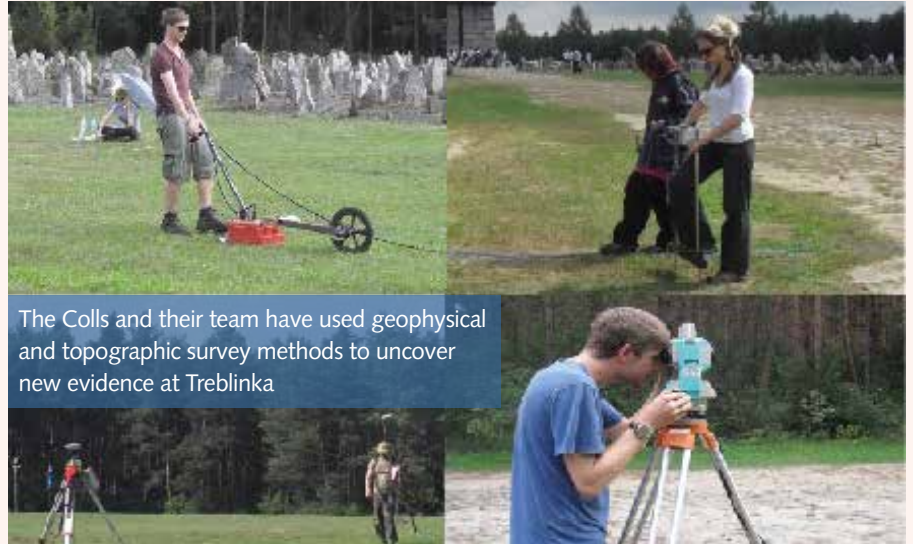 The Colls and their team have used geophysical
and topographic survey methods to uncover
new evidence at Treblinka